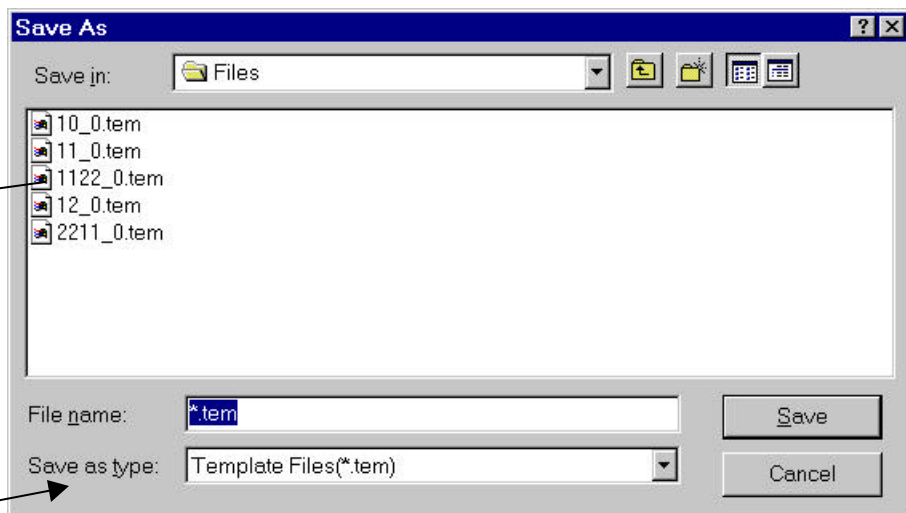 Save As
Save in: Files
10_0.tem
11_0.tem
1122_0.tem
12_0.tem
2211_0.tem
File name: *.tem Save
Save as type: Template Files(*.tem) Cancel